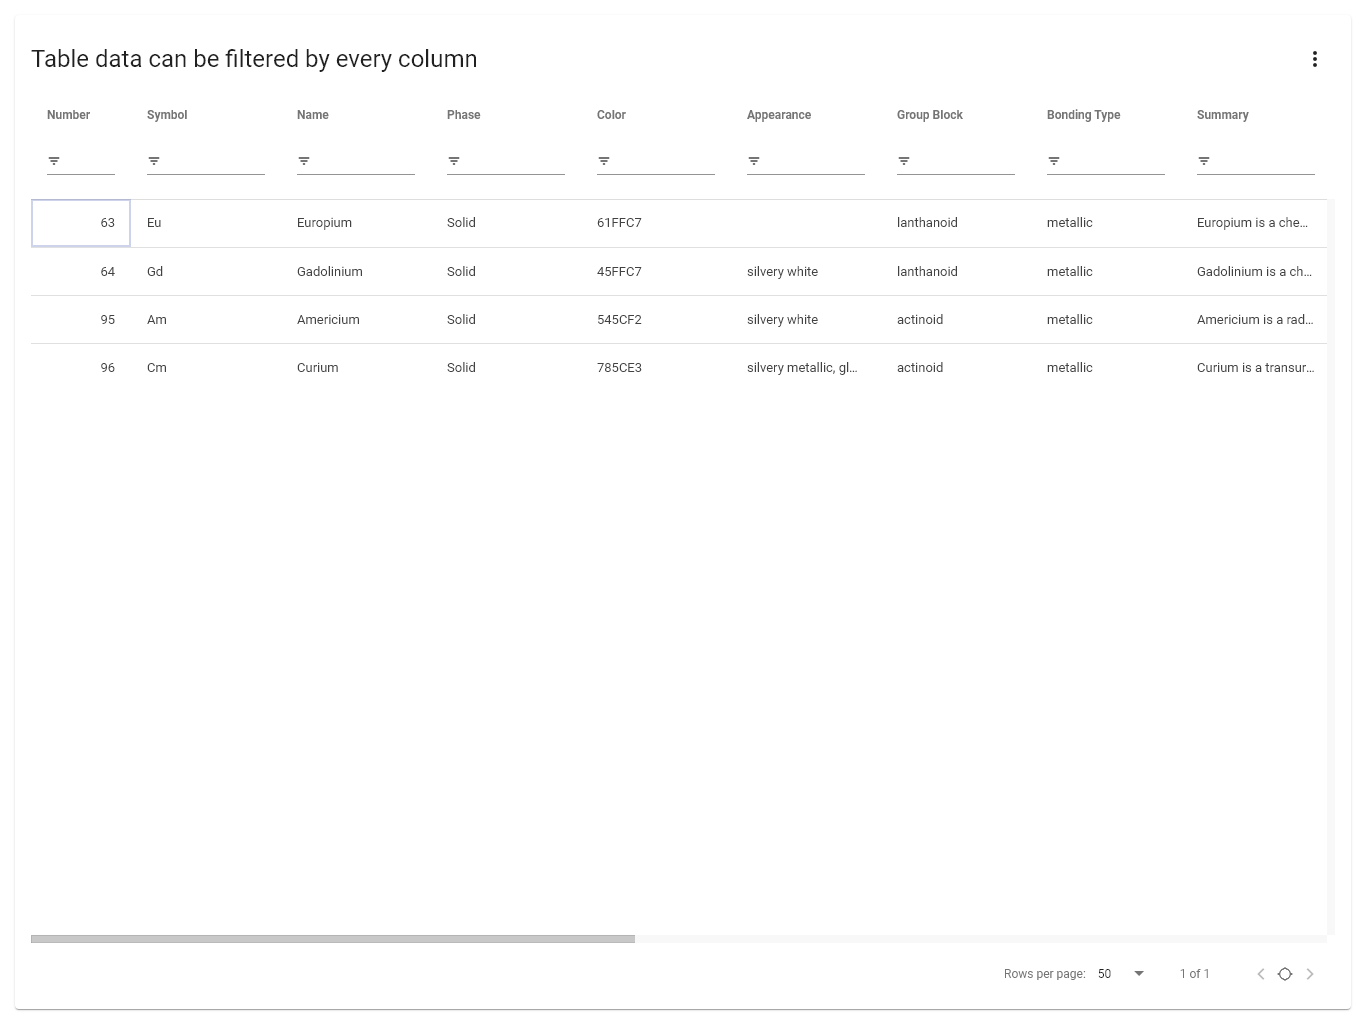 Table data can be filtered by every column
Number Symbol Name Phase Color Appearance Group Block Bonding Type Summary
63 Eu Europium Solid 61FFC7 lanthanoid metallic Europium is a che...
64 Gd Gadolinium Solid 45FFC7 silvery white lanthanoid metallic Gadolinium is a ch...
95 Am Americium Solid 545CF2 silvery white actinoid metallic Americium is a rad...
96 Cm Curium Solid 785CE3 silvery metallic, gl... actinoid metallic Curium is a transur...
Rows per page: 50 1 of 1